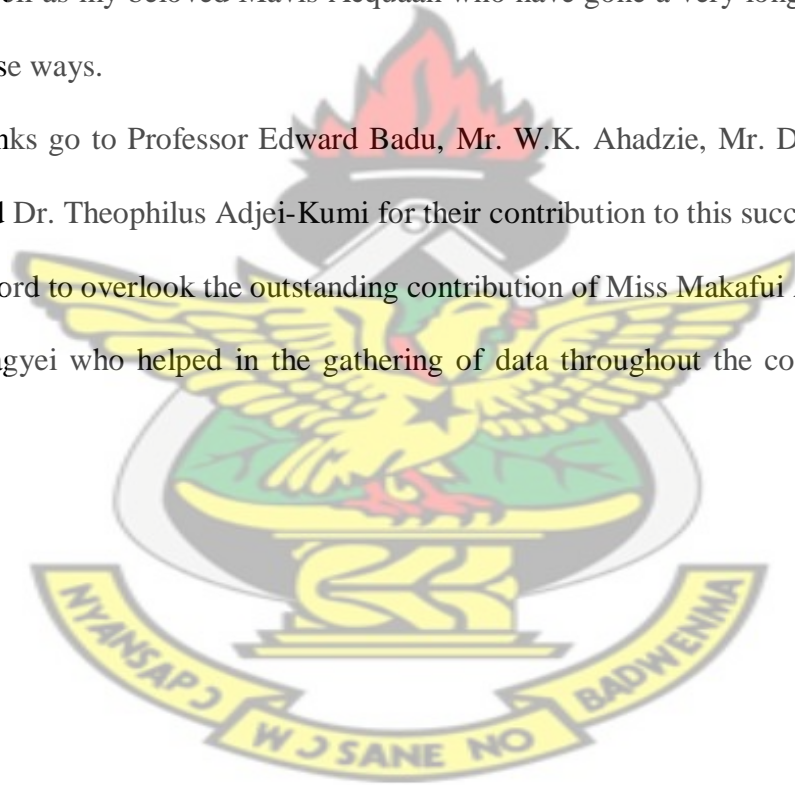 as my beloved Mavis Acquaah who have gone a very long
se ways.
nks go to Professor Edward Badu, Mr. W.K. Ahadzie, Mr. D
d Dr. Theophilus Adjei-Kumi for their contribution to this succ
ord to overlook the outstanding contribution of Miss Makafui
gyei who helped in the gathering of data throughout the co
NYANSAPƆ WƆSANE NO BADWENMA